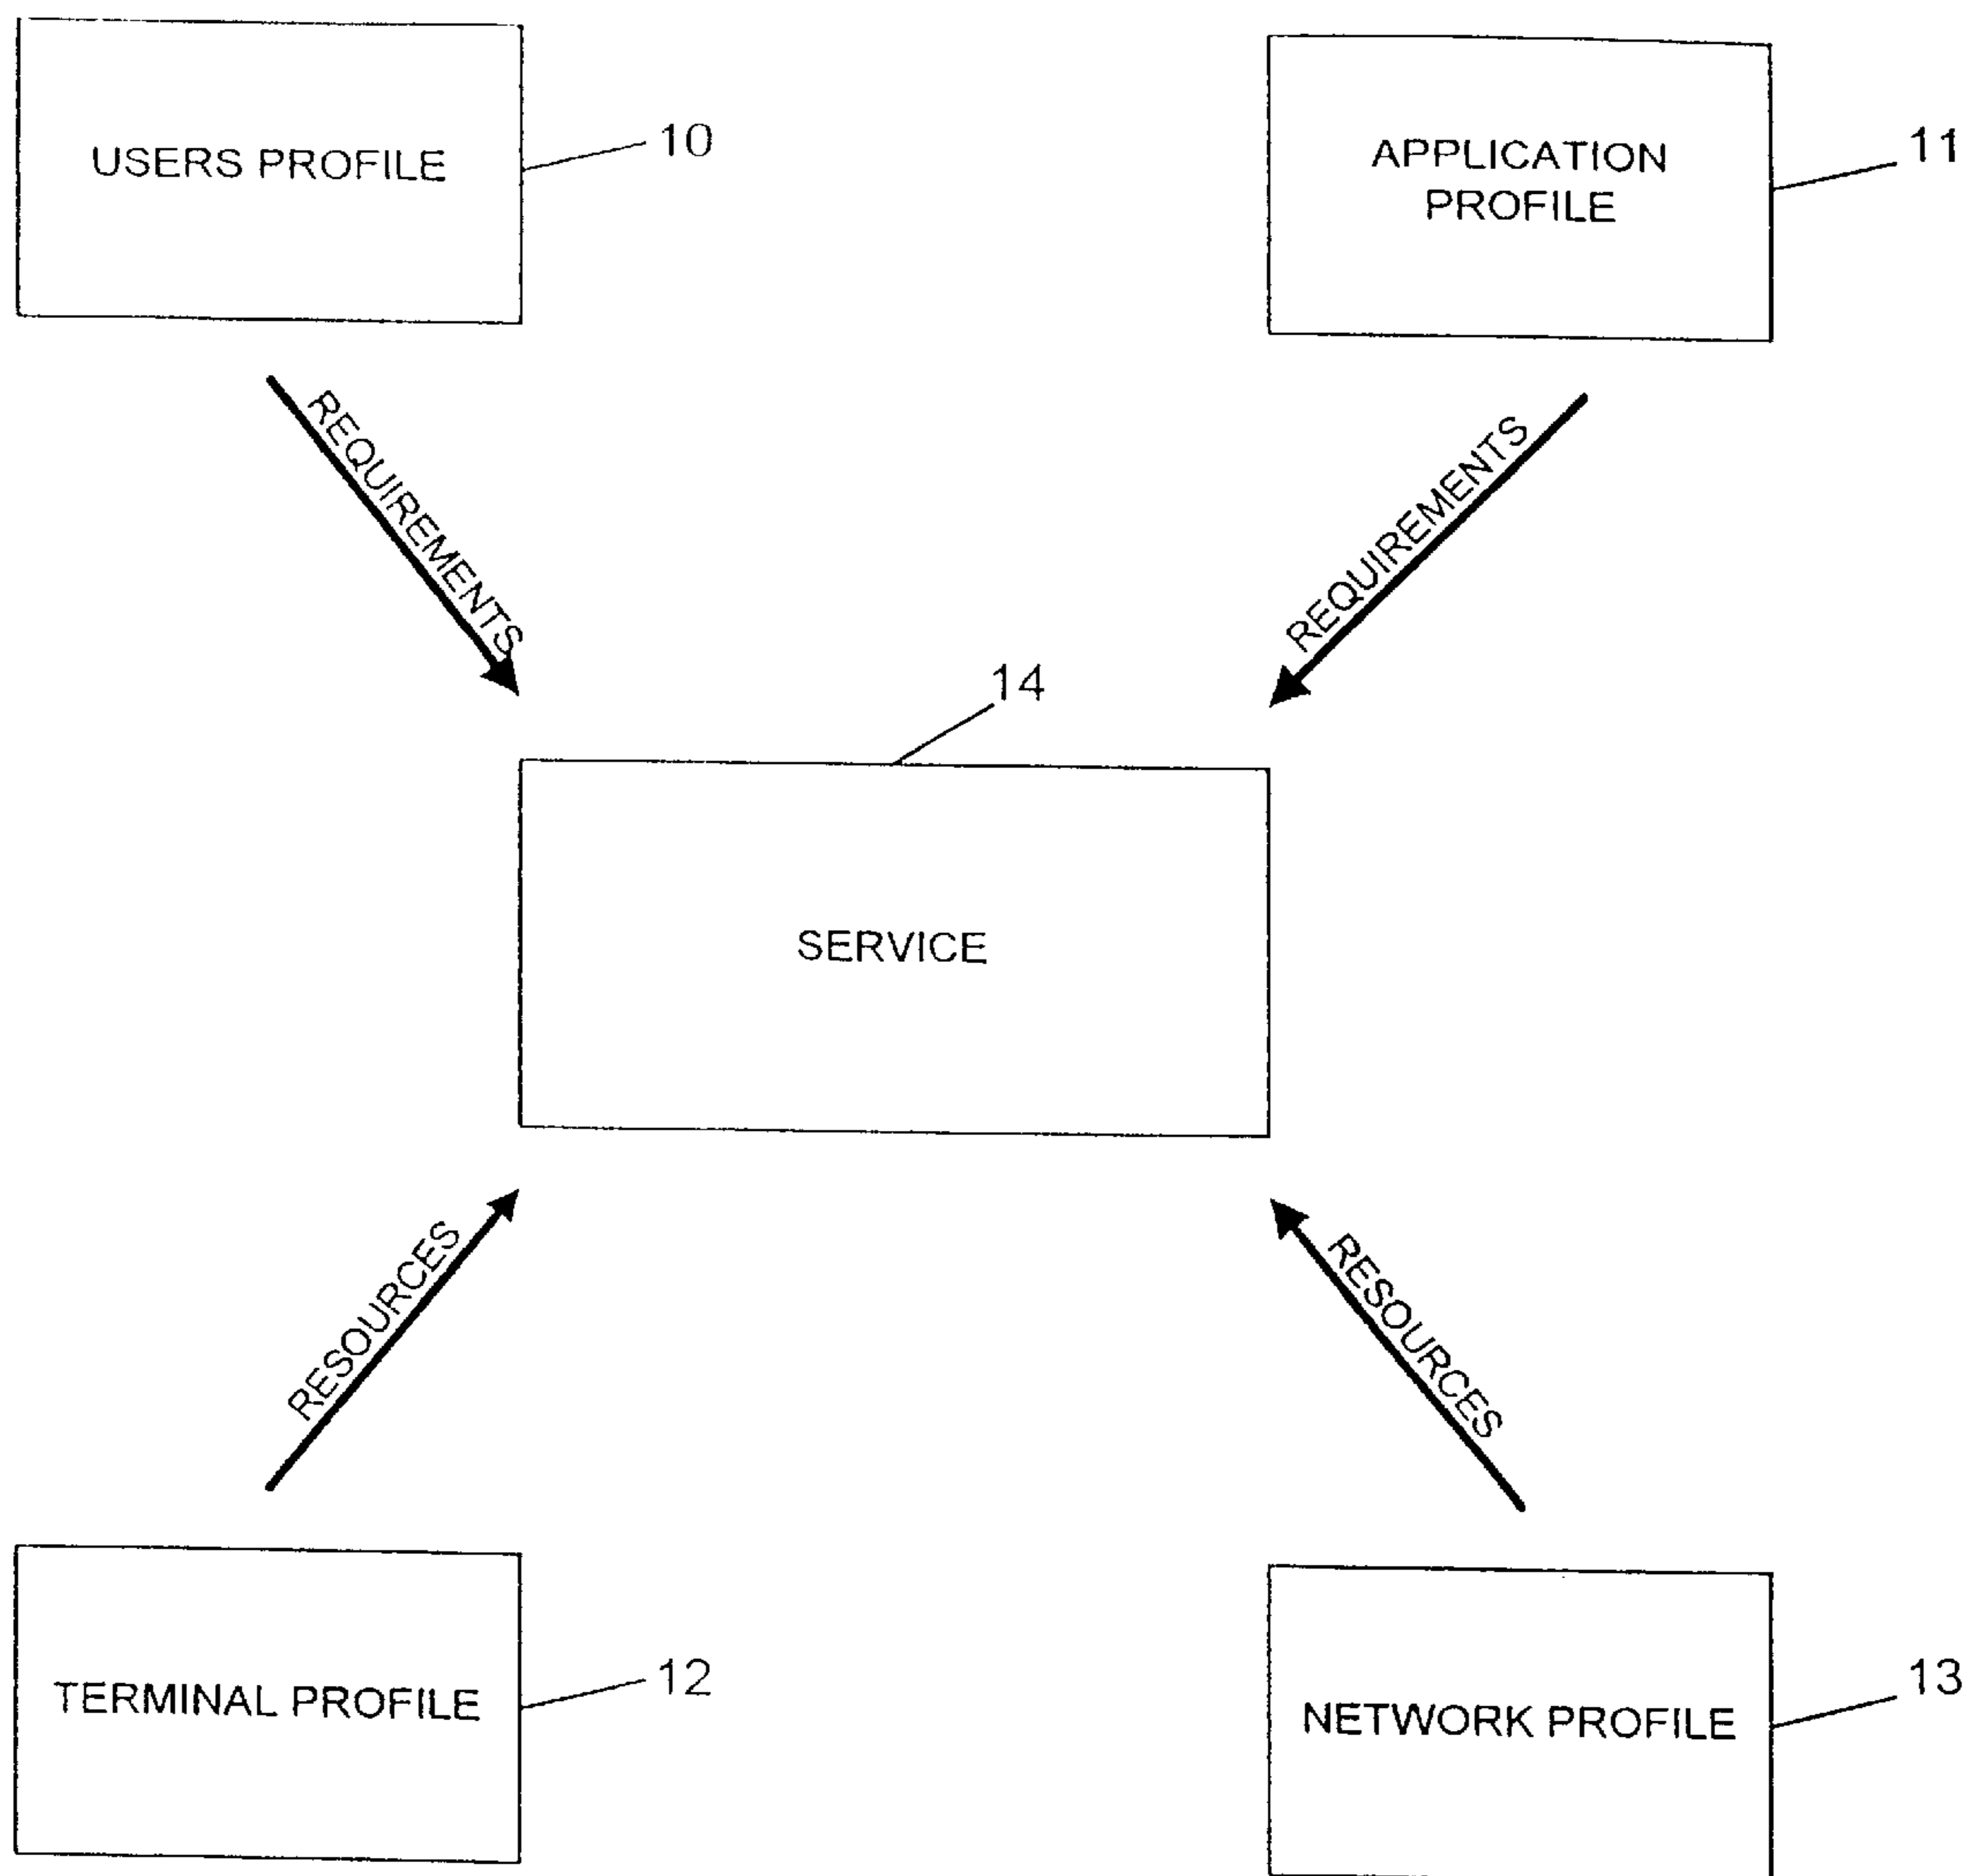 USERS PROFILE
10
APPLICATION
PROFILE
11
REQUIREMENTS
REQUIREMENTS
14
SERVICE
RESOURCES
RESOURCES
TERMINAL PROFILE
12
NETWORK PROFILE
13